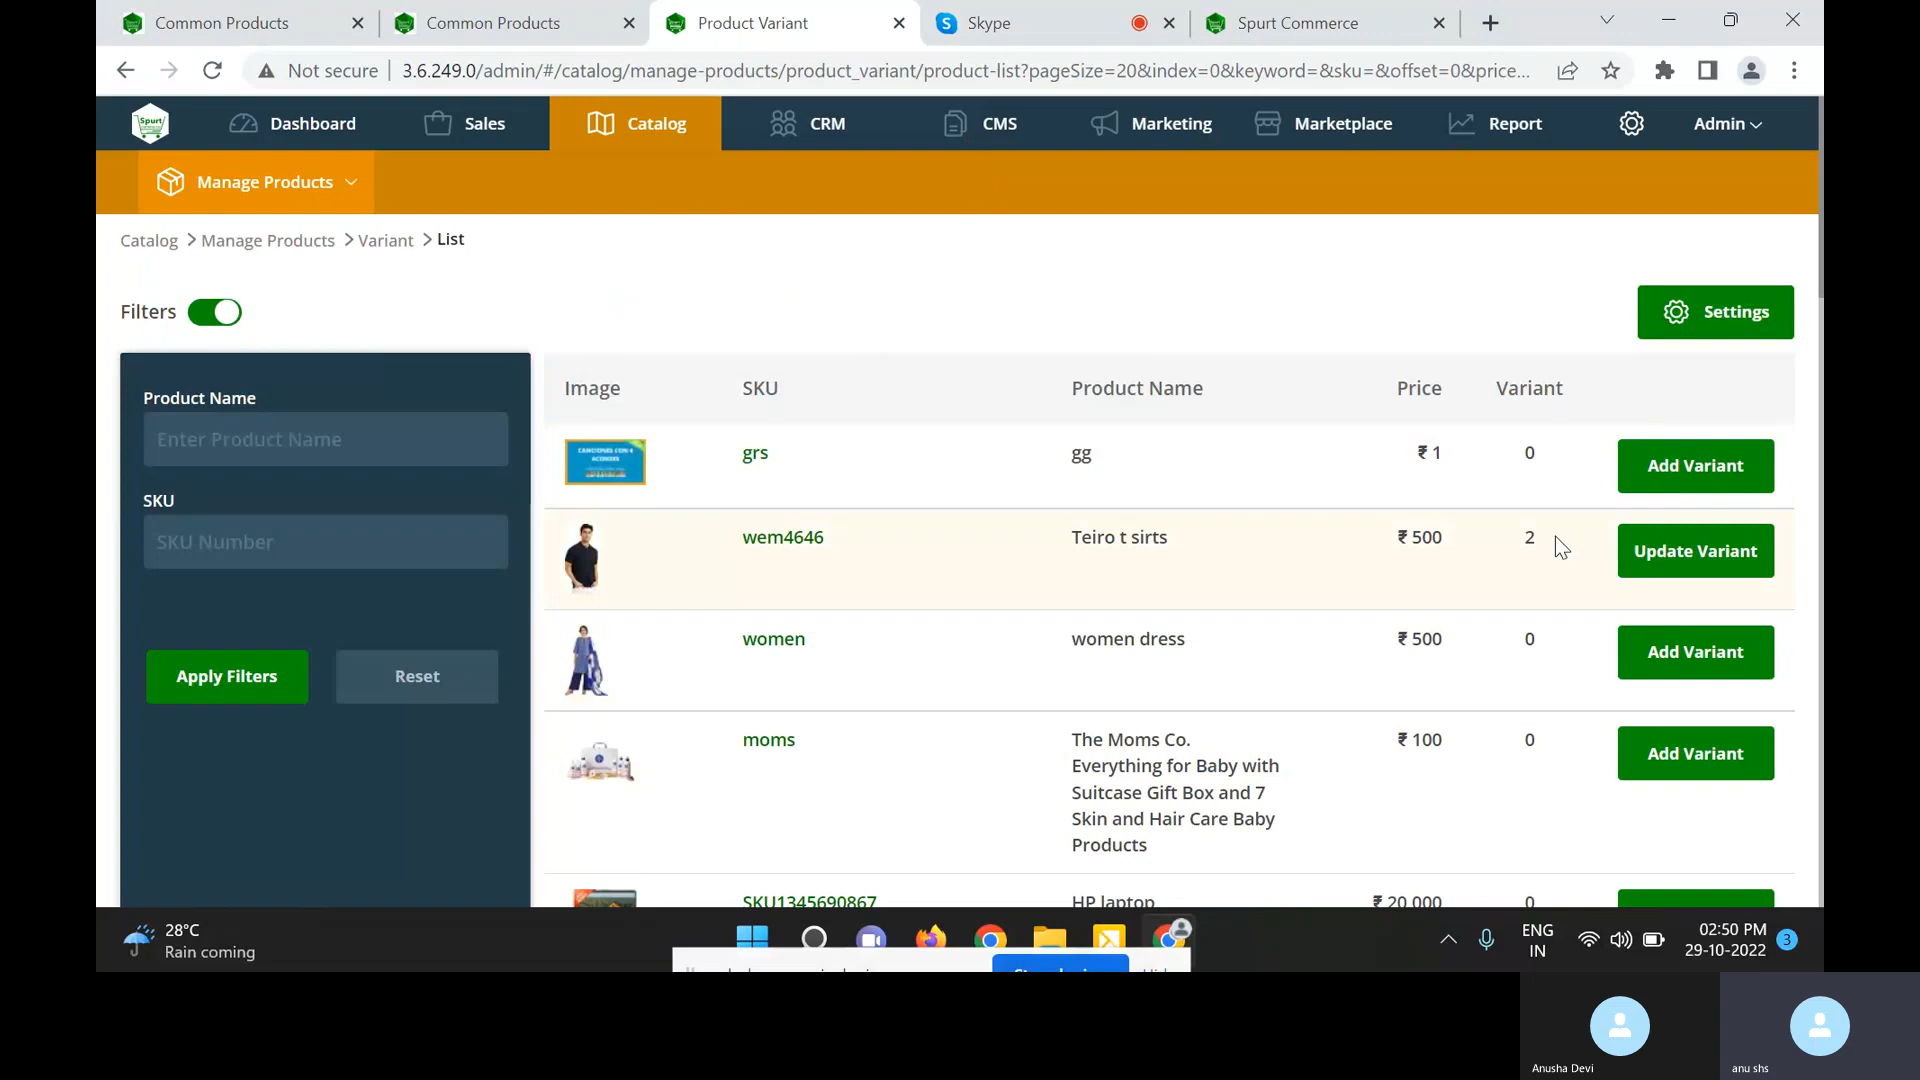 Common Products
Common Products
Product Variant
Skype
Spurt Commerce
Not secure
3.6.249.0/admin/#/catalog/manage-products/product_variant/product-list?pageSize=20&index=0&keyword=&sku=&offset=0&price...
Spurt
Dashboard
Sales
Catalog
CRM
CMS
Marketing
Marketplace
Report
Admin
Manage Products
Catalog > Manage Products > Variant > List
Filters
Settings
Product Name
Enter Product Name
SKU
SKU Number
Apply Filters
Reset
Image SKU Product Name Price Variant
grs gg ₹ 1 0 Add Variant
wem4646 Teiro t sirts ₹ 500 2 Update Variant
women women dress ₹ 500 0 Add Variant
moms The Moms Co. ₹ 100 0 Add Variant
Everything for Baby with
Suitcase Gift Box and 7
Skin and Hair Care Baby
Products
SKU1345690867 HP laptop ₹ 20,000 0
28°C
Rain coming
ENG
IN
02:50 PM
29-10-2022
3
Anusha Devi
anu shs